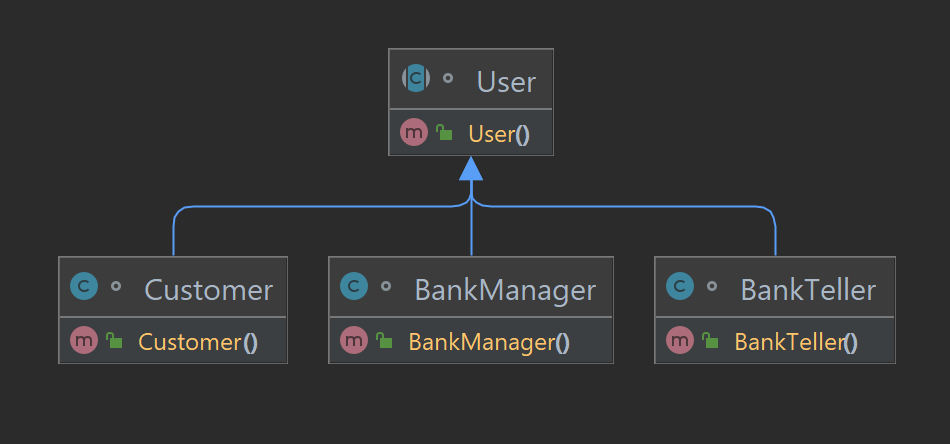 C User
m User()
C Customer
m Customer()
C BankManager
m BankManager()
C BankTeller
m BankTeller()